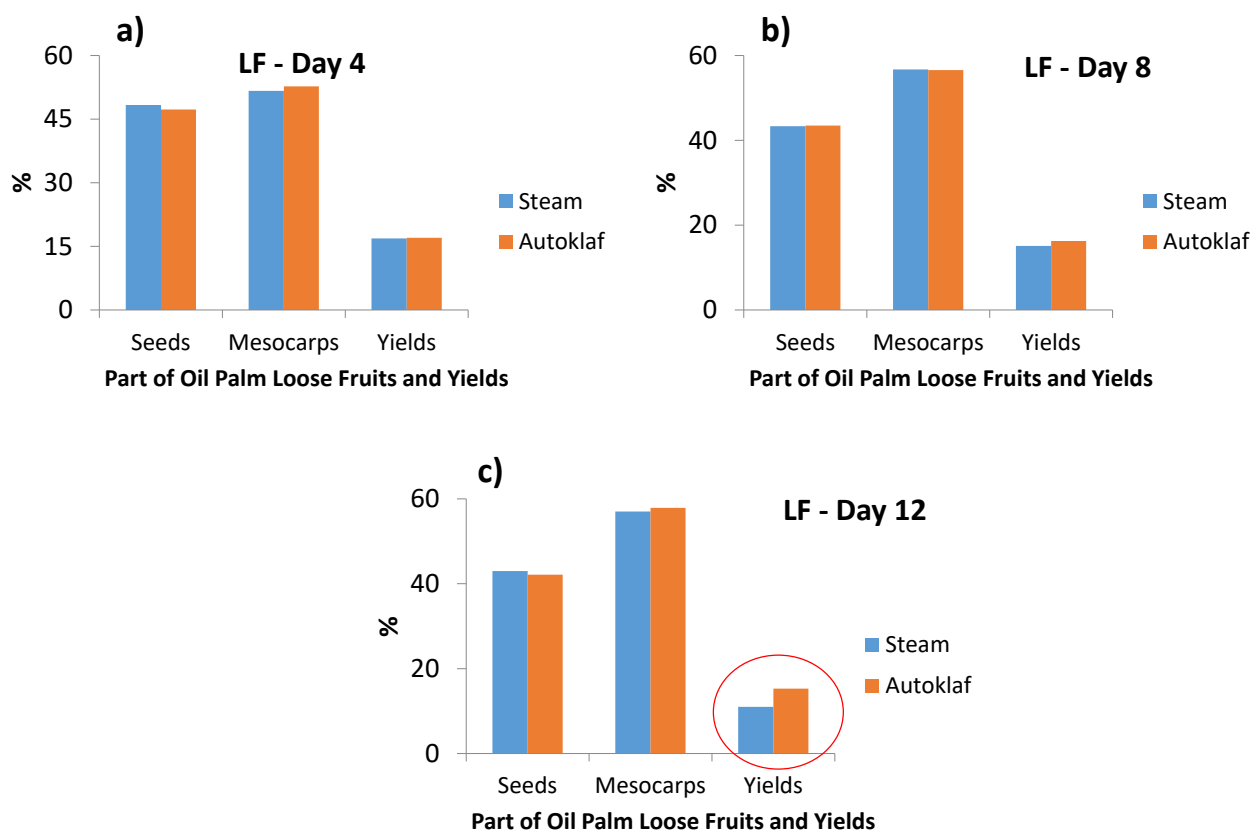 a)
LF - Day 4
60
45
30
15
0
%
Steam
Autoklaf
Seeds Mesocarps Yields
Part of Oil Palm Loose Fruits and Yields
b)
LF - Day 8
60
40
20
0
%
Steam
Autoklaf
Seeds Mesocarps Yields
Part of Oil Palm Loose Fruits and Yields
c)
LF - Day 12
60
40
20
0
%
Steam
Autoklaf
Seeds Mesocarps Yields
Part of Oil Palm Loose Fruits and Yields